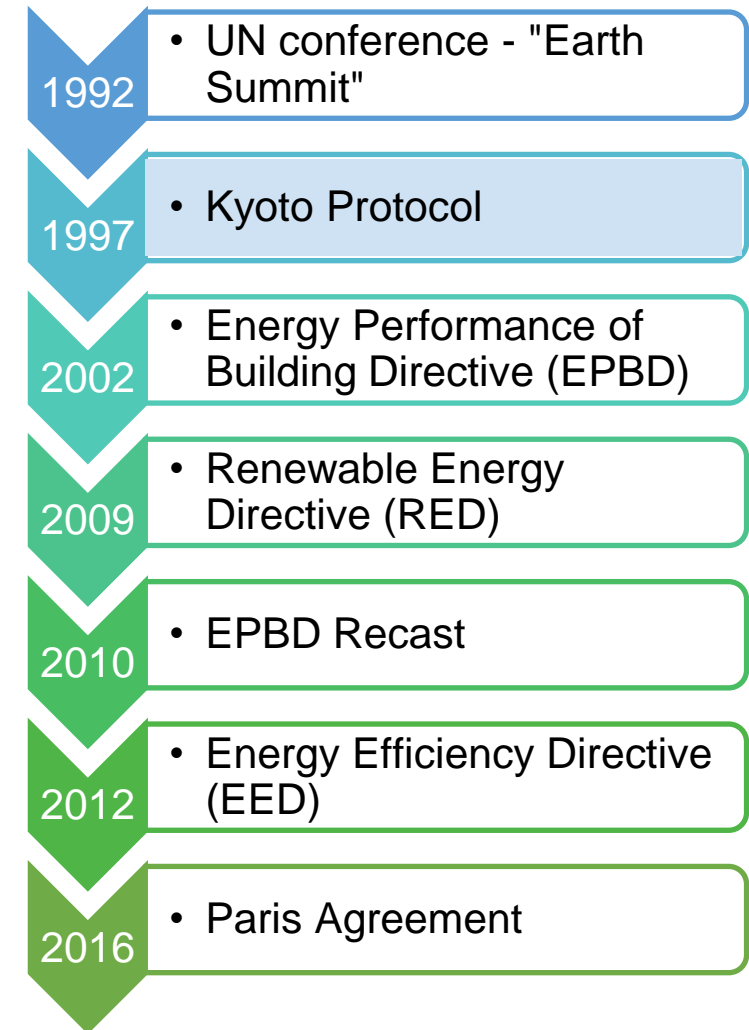 1992
• UN conference - "Earth
Summit"
1997
• Kyoto Protocol
2002
• Energy Performance of
Building Directive (EPBD)
2009
• Renewable Energy
Directive (RED)
2010
• EPBD Recast
2012
• Energy Efficiency Directive
(EED)
2016
• Paris Agreement